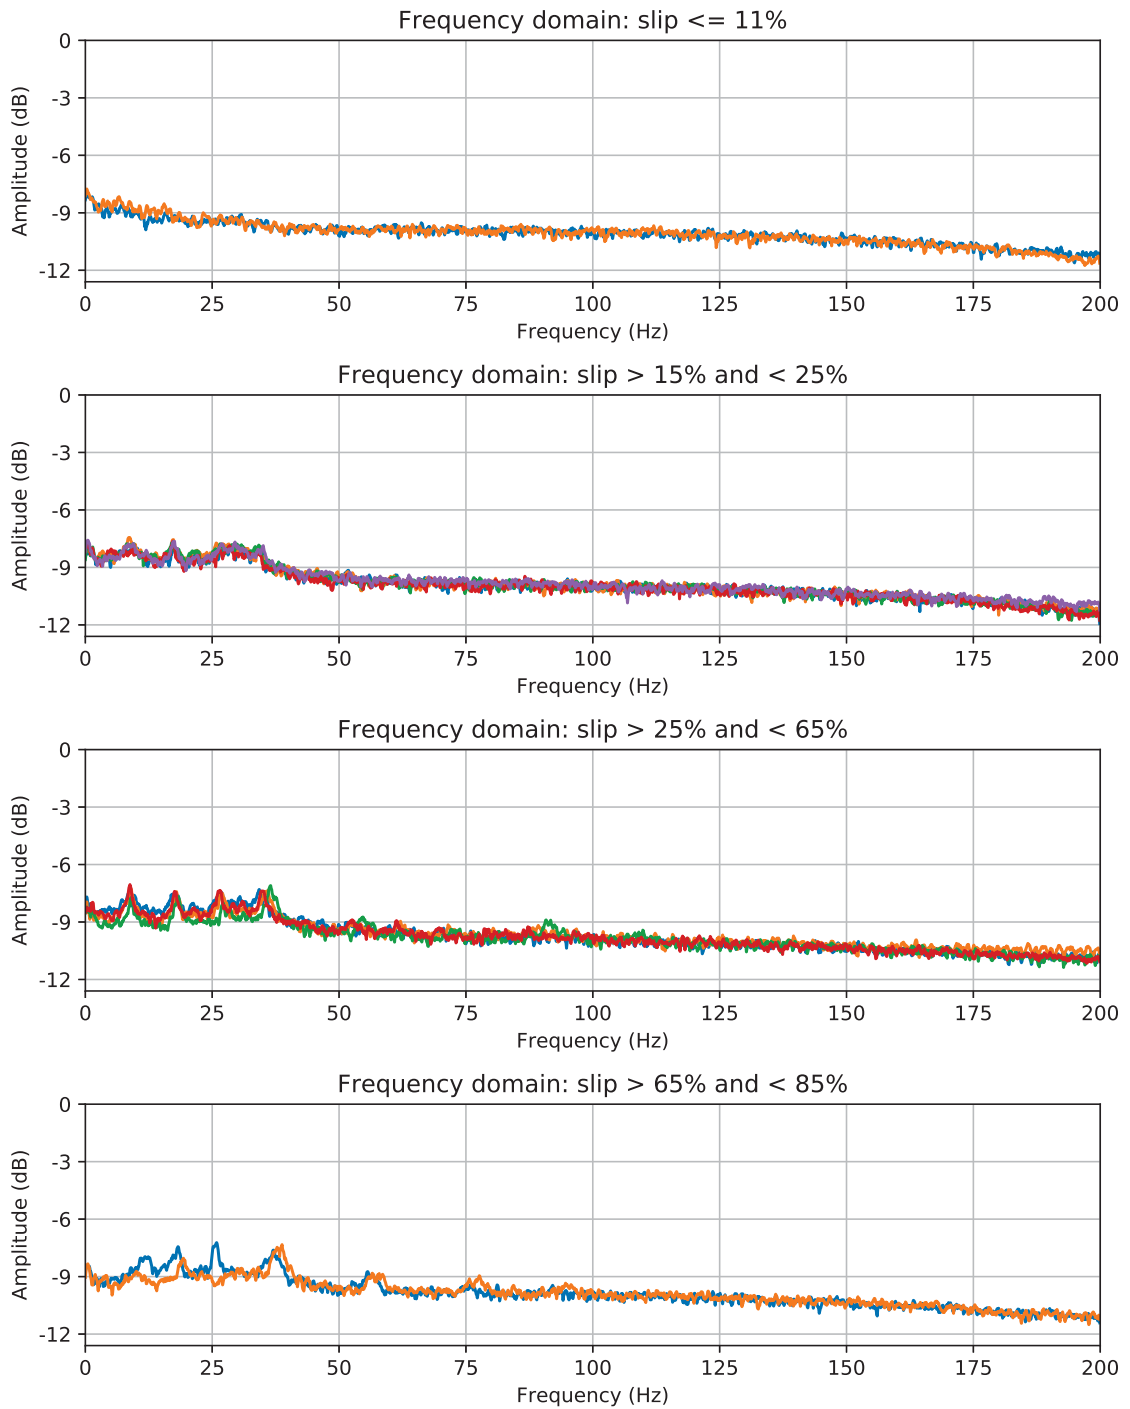 Frequency domain: slip <= 11%
0
-3
-6
-9
-12
Amplitude (dB)
0 25 50 75 100 125 150 175 200
Frequency (Hz)
Frequency domain: slip > 15% and < 25%
0
-3
-6
-9
-12
Amplitude (dB)
0 25 50 75 100 125 150 175 200
Frequency (Hz)
Frequency domain: slip > 25% and < 65%
0
-3
-6
-9
-12
Amplitude (dB)
0 25 50 75 100 125 150 175 200
Frequency (Hz)
Frequency domain: slip > 65% and < 85%
0
-3
-6
-9
-12
Amplitude (dB)
0 25 50 75 100 125 150 175 200
Frequency (Hz)